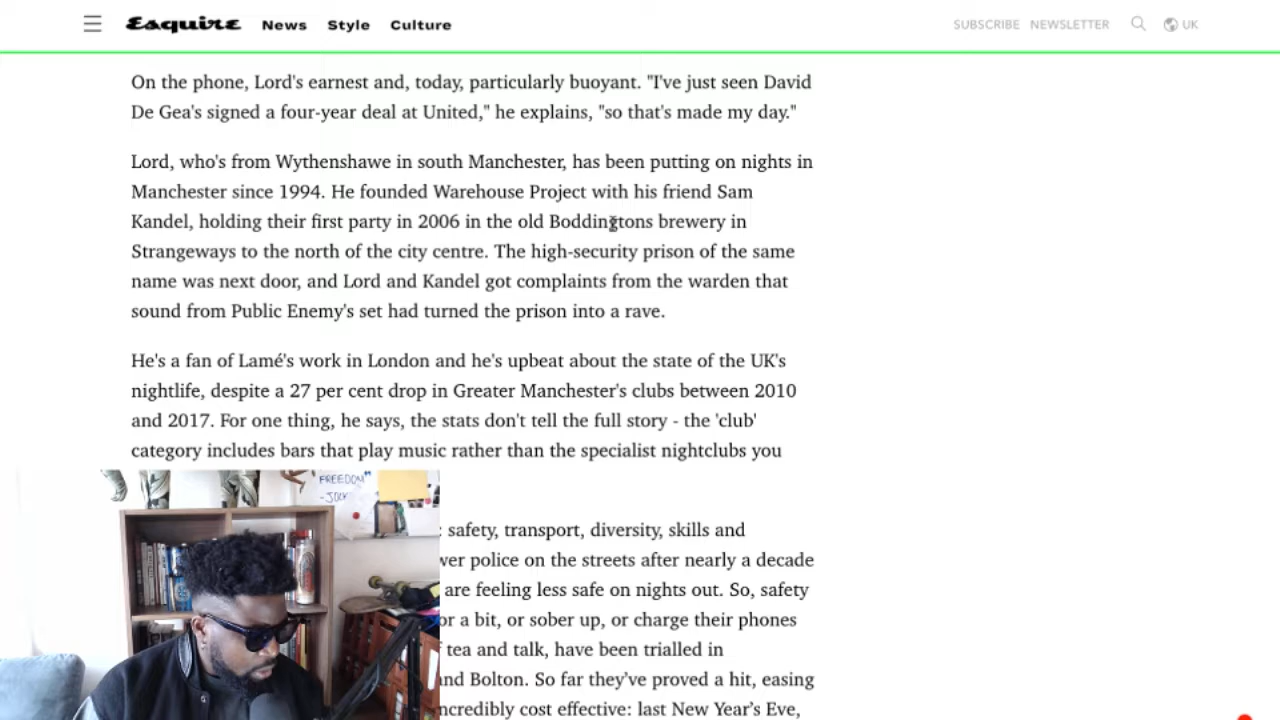 Esquire News Style Culture SUBSCRIBE NEWSLETTER UK
On the phone, Lord's earnest and, today, particularly buoyant. "I've just seen David
De Gea's signed a four-year deal at United," he explains, "so that's made my day."
Lord, who's from Wythenshawe in south Manchester, has been putting on nights in
Manchester since 1994. He founded Warehouse Project with his friend Sam
Kandel, holding their first party in 2006 in the old Boddingtons brewery in
Strangeways to the north of the city centre. The high-security prison of the same
name was next door, and Lord and Kandel got complaints from the warden that
sound from Public Enemy's set had turned the prison into a rave.
He's a fan of Lamé's work in London and he's upbeat about the state of the UK's
nightlife, despite a 27 per cent drop in Greater Manchester's clubs between 2010
and 2017. For one thing, he says, the stats don't tell the full story - the 'club'
category includes bars that play music rather than the specialist nightclubs you
: safety, transport, diversity, skills and
wer police on the streets after nearly a decade
are feeling less safe on nights out. So, safety
or a bit, or sober up, or charge their phones
tea and talk, have been trialled in
and Bolton. So far they've proved a hit, easing
ncredibly cost effective: last New Year's Eve,
FREEDOM"